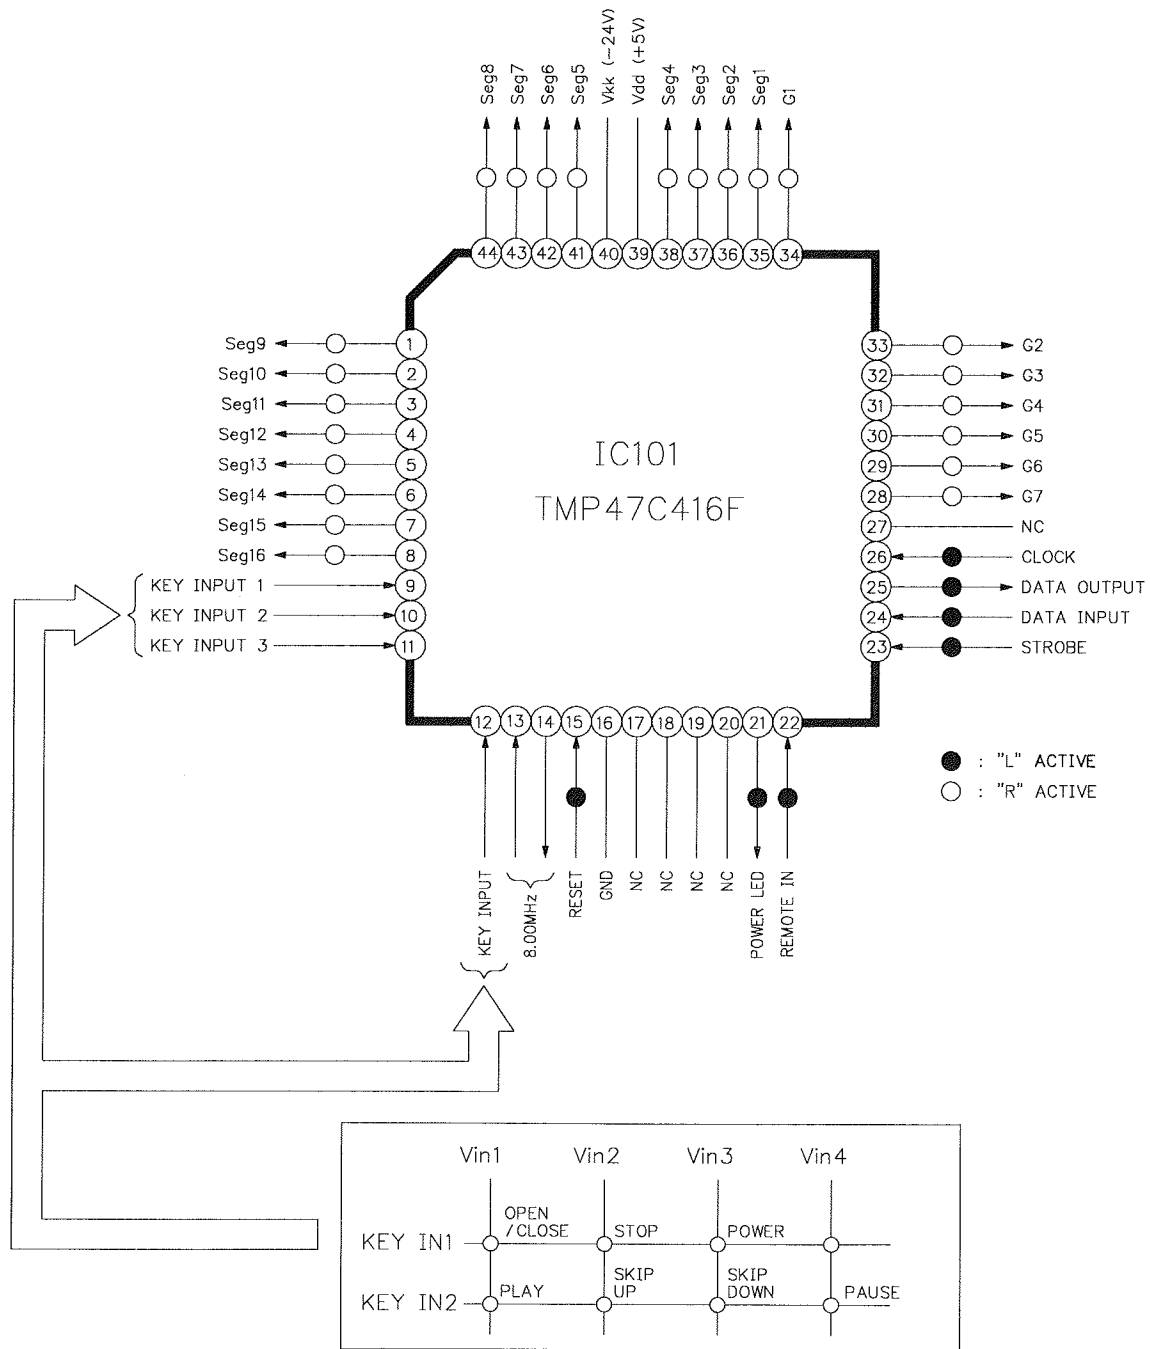 Seg8
Seg7
Seg6
Seg5
Vkk (-24V)
Vdd (+5V)
Seg4
Seg3
Seg2
Seg1
G1
44 43 42 41 40 39 38 37 36 35 34
Seg9 1
Seg10 2
Seg11 3
Seg12 4
Seg13 5
Seg14 6
Seg15 7
Seg16 8
KEY INPUT 1 9
KEY INPUT 2 10
KEY INPUT 3 11
IC101
TMP47C416F
33 G2
32 G3
31 G4
30 G5
29 G6
28 G7
27 NC
26 CLOCK
25 DATA OUTPUT
24 DATA INPUT
23 STROBE
12 13 14 15 16 17 18 19 20 21 22
KEY INPUT
8.00MHz
RESET
GND
NC
NC
NC
NC
POWER LED
REMOTE IN
: "L" ACTIVE
: "R" ACTIVE
Vin1 Vin2 Vin3 Vin4
OPEN
/CLOSE STOP POWER
KEY IN1
SKIP SKIP
PLAY UP DOWN PAUSE
KEY IN2